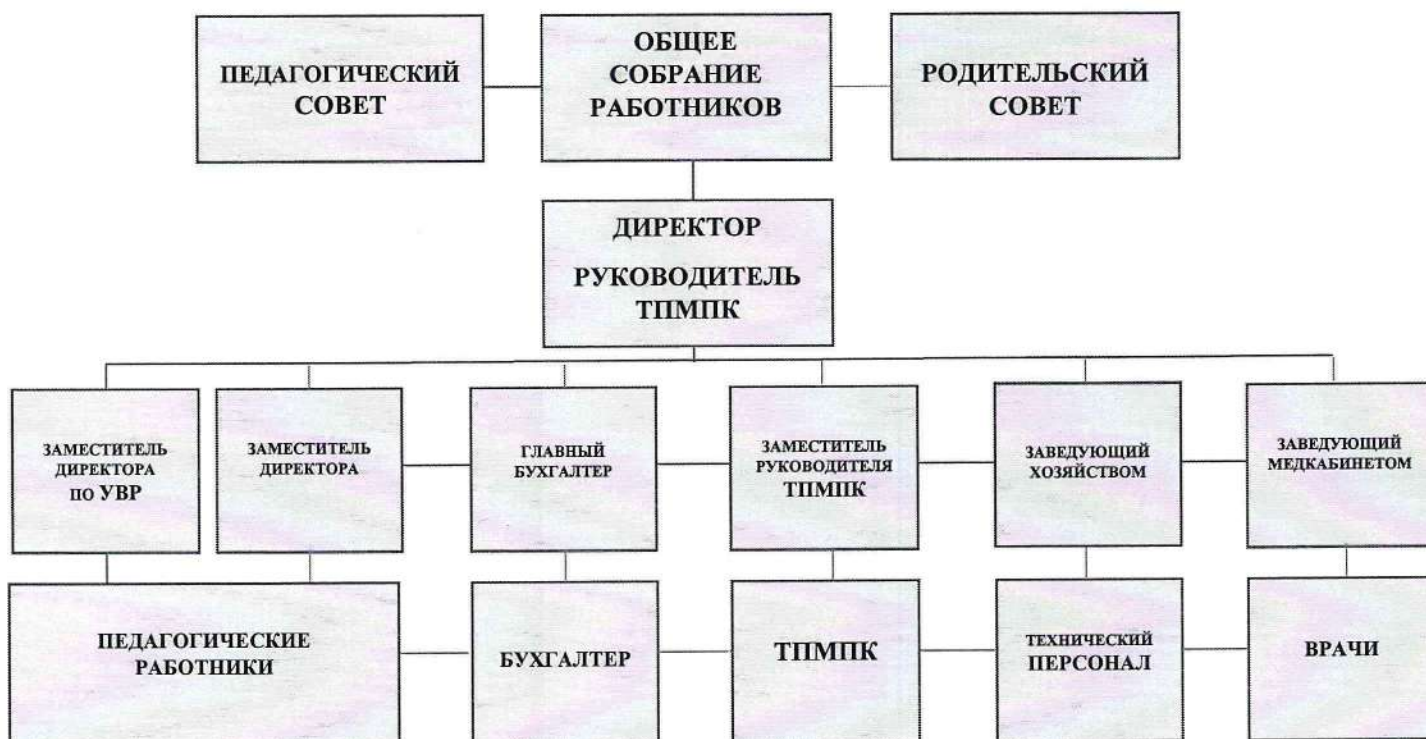 ПЕДАГОГИЧЕСКИЙ
СОВЕТ
ОБЩЕЕ
СОБРАНИЕ
РАБОТНИКОВ
РОДИТЕЛЬСКИЙ
СОВЕТ
ДИРЕКТОР
РУКОВОДИТЕЛЬ
ТПМПК
ЗАМЕСТИТЕЛЬ
ДИРЕКТОРА
ПО УВР
ЗАМЕСТИТЕЛЬ
ДИРЕКТОРА
ГЛАВНЫЙ
БУХГАЛТЕР
ЗАМЕСТИТЕЛЬ
РУКОВОДИТЕЛЯ
ТПМПК
ЗАВЕДУЮЩИЙ
ХОЗЯЙСТВОМ
ЗАВЕДУЮЩИЙ
МЕДКАБИНЕТОМ
ПЕДАГОГИЧЕСКИЕ
РАБОТНИКИ
БУХГАЛТЕР
ТПМПК
ТЕХНИЧЕСКИЙ
ПЕРСОНАЛ
ВРАЧИ